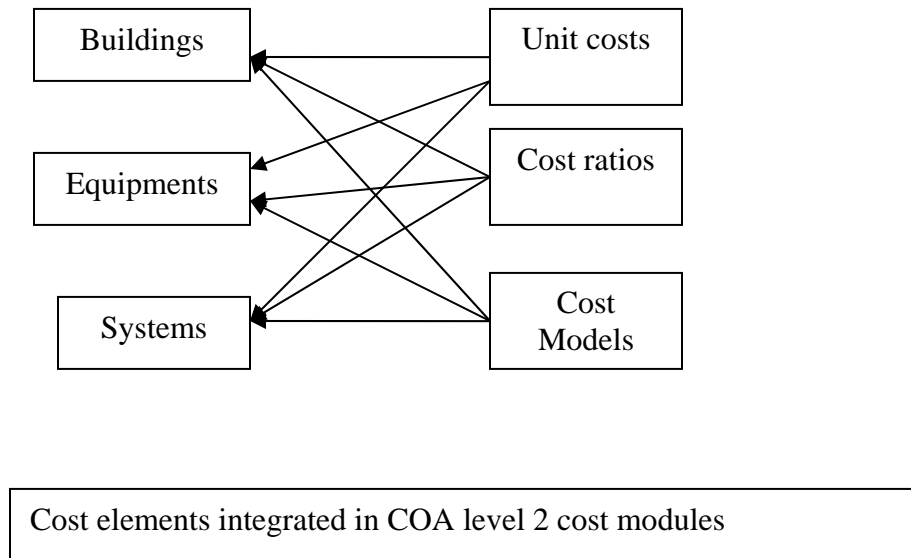 Buildings
Unit costs
Equipments
Cost ratios
Systems
Cost
Models
Cost elements integrated in COA level 2 cost modules